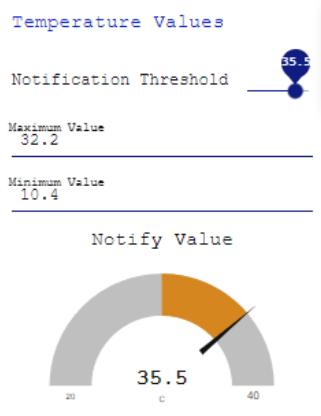 Temperature Values
35.5
Notification Threshold
Maximum Value
32.2
Minimum Value
10.4
Notify Value
35.5
20
C
40